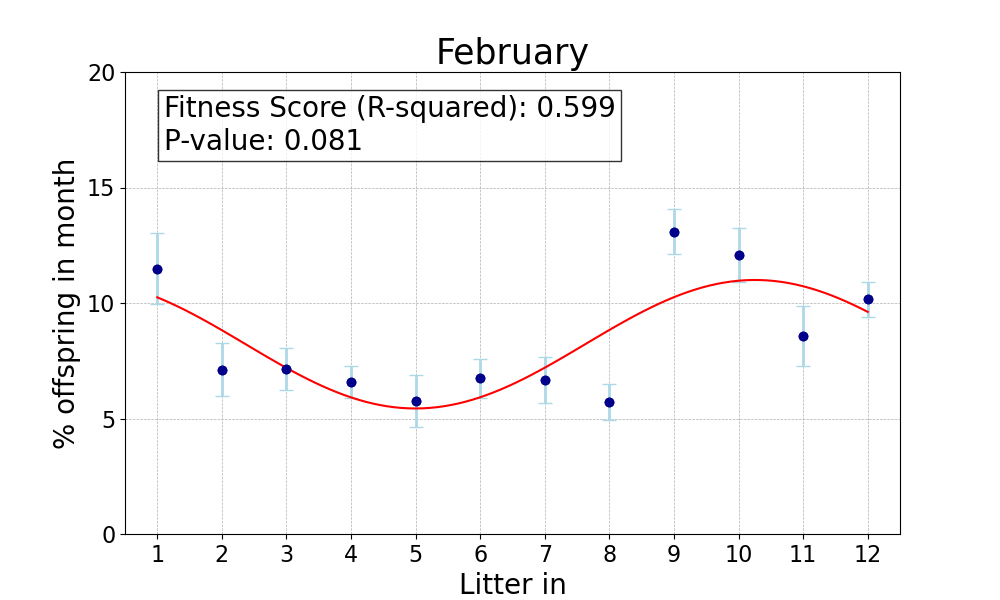 February
Fitness Score (R-squared): 0.599
P-value: 0.081
% offspring in month
20
15
10
5
0
1 2 3 4 5 6 7 8 9 10 11 12
Litter in